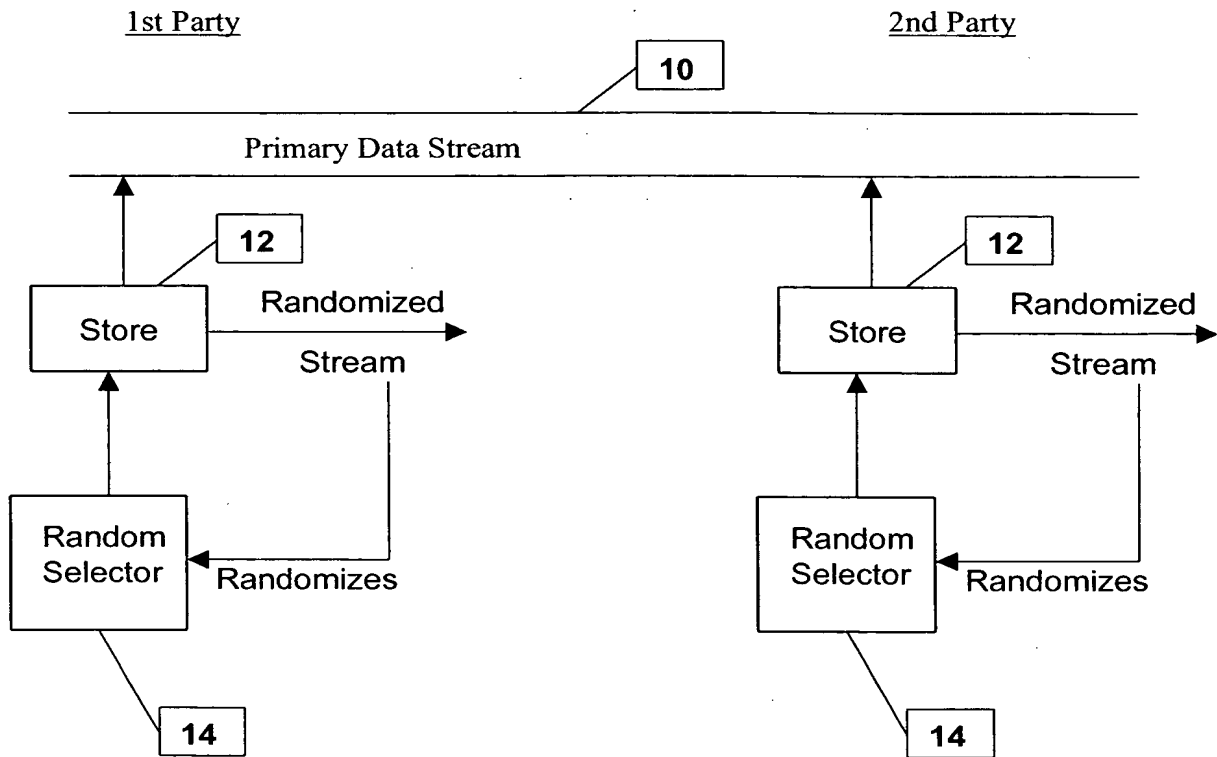 1st Party
2nd Party
10
Primary Data Stream
12
12
Randomized
Randomized
Store
Store
Stream
Stream
Random
Selector
Random
Selector
Randomizes
Randomizes
14
14